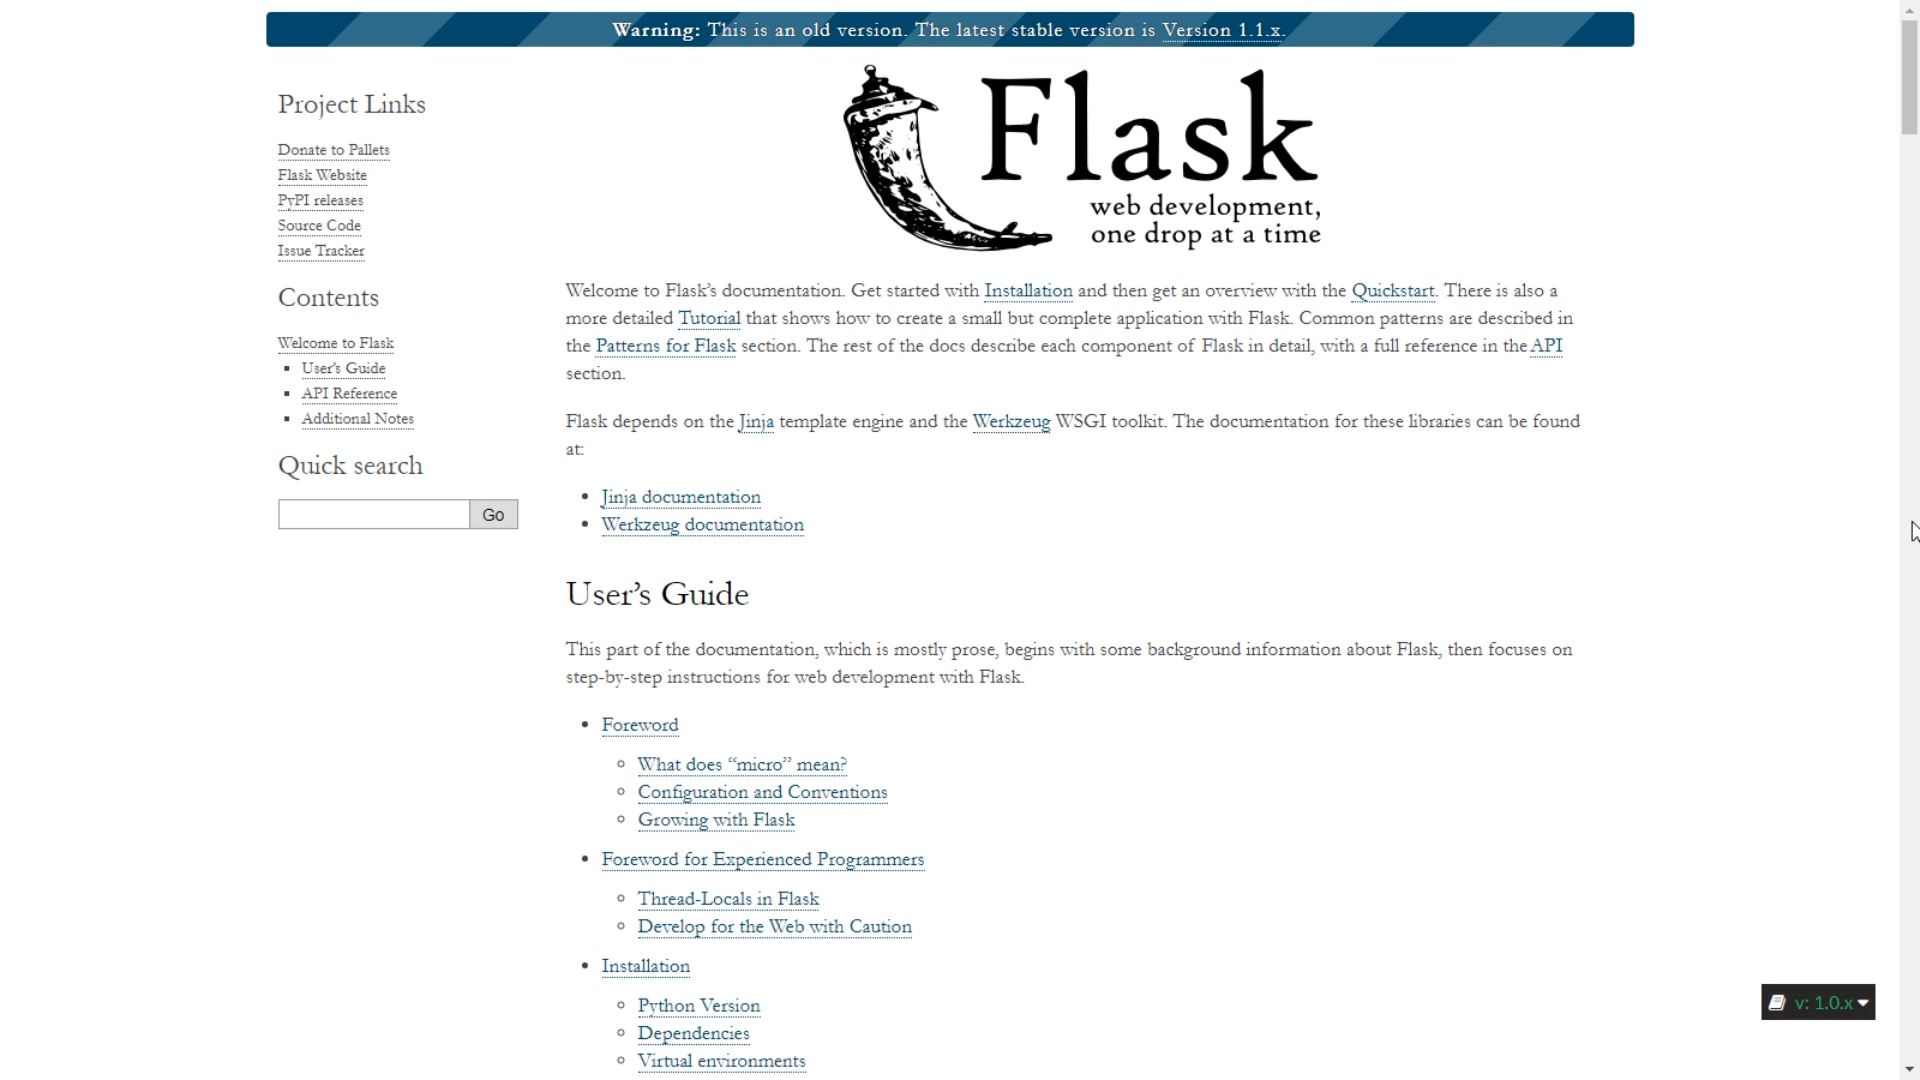 Warning: This is an old version. The latest stable version is Version 1.1.x.
Project Links
Donate to Pallets
Flask Website
PyPI releases
Source Code
Issue Tracker
Contents
Welcome to Flask
User's Guide
API Reference
Additional Notes
Quick search
Go
Flask
web development,
one drop at a time
Welcome to Flask’s documentation. Get started with Installation and then get an overview with the Quickstart. There is also a
more detailed Tutorial that shows how to create a small but complete application with Flask. Common patterns are described in
the Patterns for Flask section. The rest of the docs describe each component of Flask in detail, with a full reference in the API
section.
Flask depends on the Jinja template engine and the Werkzeug WSGI toolkit. The documentation for these libraries can be found
at:
Jinja documentation
Werkzeug documentation
User’s Guide
This part of the documentation, which is mostly prose, begins with some background information about Flask, then focuses on
step-by-step instructions for web development with Flask.
Foreword
What does “micro” mean?
Configuration and Conventions
Growing with Flask
Foreword for Experienced Programmers
Thread-Locals in Flask
Develop for the Web with Caution
Installation
Python Version
Dependencies
Virtual environments
v: 1.0.x